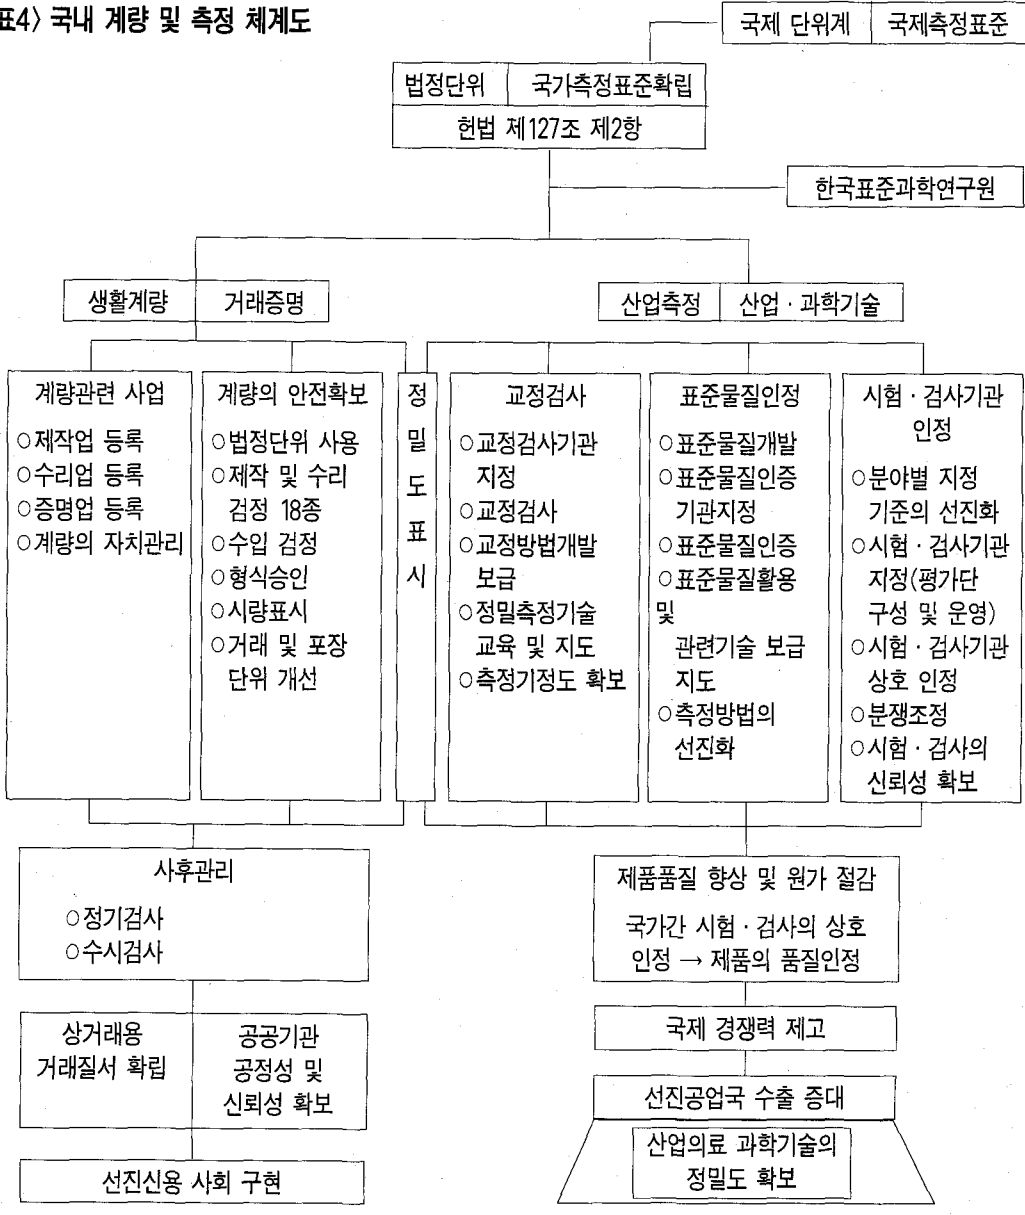 표4〉 국내 계량 및 측정 체계도
국제 단위계 국제측정표준
법정단위 국가측정표준확립
헌법 제127조 제2항
한국표준과학연구원
생활계량 거래증명
산업측정 산업·과학기술
계량관련 사업
○제작업 등록
○수리업 등록
○증명업 등록
○계량의 자치관리
계량의 안전확보
○법정단위 사용
○제작 및 수리
검정 18종
○수입 검정
○형식승인
○시량표시
○거래 및 포장
단위 개선
정
밀
도
표
시
교정검사
○교정검사기관
지정
○교정검사
○교정방법개발
보급
○정밀측정기술
교육 및 지도
○측정기정도 확보
표준물질인정
○표준물질개발
○표준물질인증
기관지정
○표준물질인증
○표준물질활용
및
관련기술 보급
지도
○측정방법의
선진화
시험·검사기관
인정
○분야별 지정
기준의 선진화
○시험·검사기관
지정(평가단
구성 및 운영)
○시험·검사기관
상호 인정
○분쟁조정
○시험·검사의
신뢰성 확보
사후관리
○정기검사
○수시검사
상거래용
거래질서 확립
공공기관
공정성 및
신뢰성 확보
선진신용 사회 구현
제품품질 향상 및 원가 절감
국가간 시험·검사의 상호
인정 → 제품의 품질인정
국제 경쟁력 제고
선진공업국 수출 증대
산업의료 과학기술의
정밀도 확보